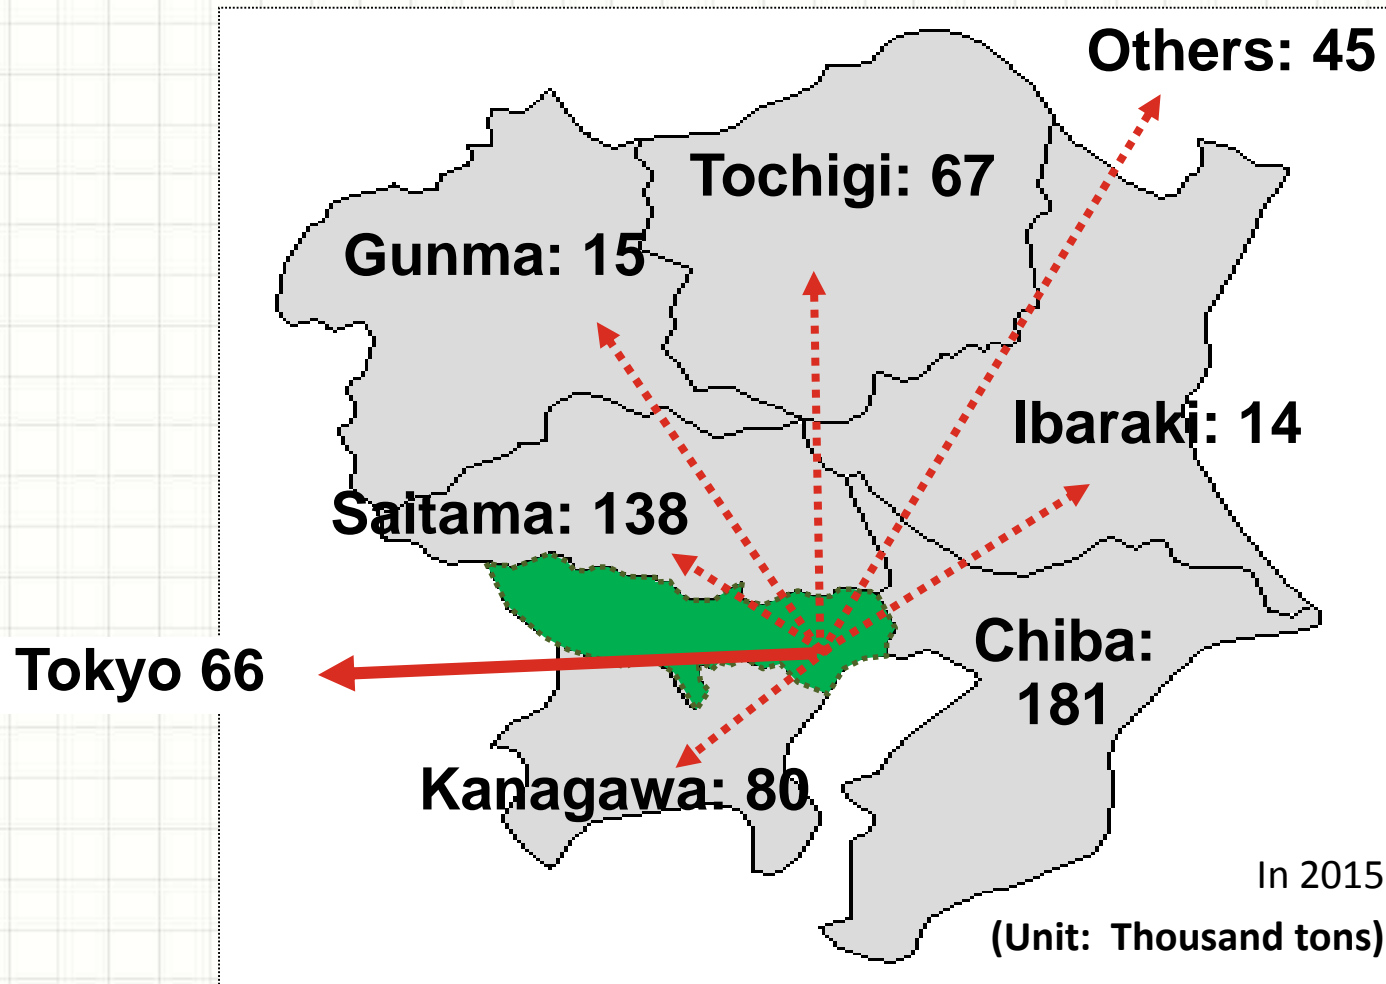 Others: 45
Tochigi: 67
Gunma: 15
Ibaraki: 14
Saitama: 138
Chiba:
181
Tokyo 66
Kanagawa: 80
In 2015
(Unit: Thousand tons)